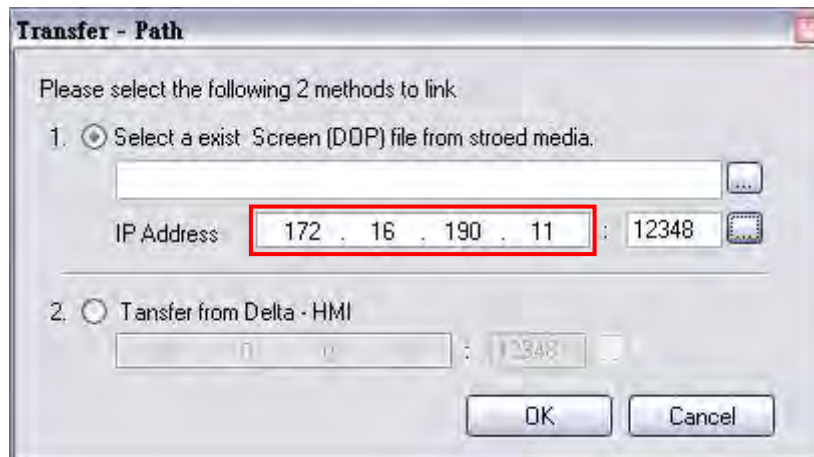 Transfer - Path
Please select the following 2 methods to link
1. Select a exist Screen (DOP) file from stroed media.
...
IP Address 172 . 16 . 190 . 11 : 12348 ...
2. Tansfer from Delta - HMI
: 12348
OK Cancel